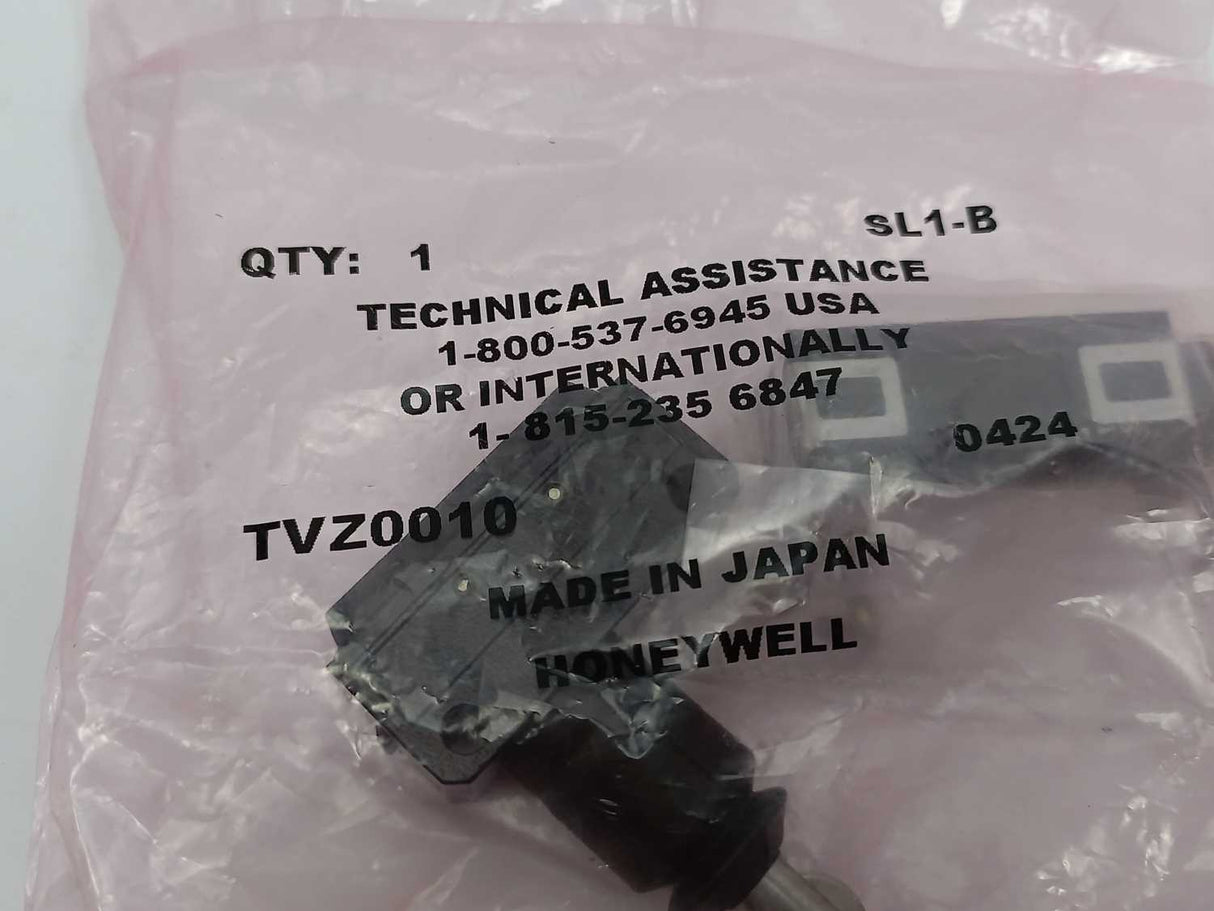 SL1-B
QTY: 1
TECHNICAL ASSISTANCE
1-800-537-6945 USA
OR INTERNATIONALLY
1- 815-235 6847
0424
TVZ0010
MADE IN JAPAN
HONEYWELL